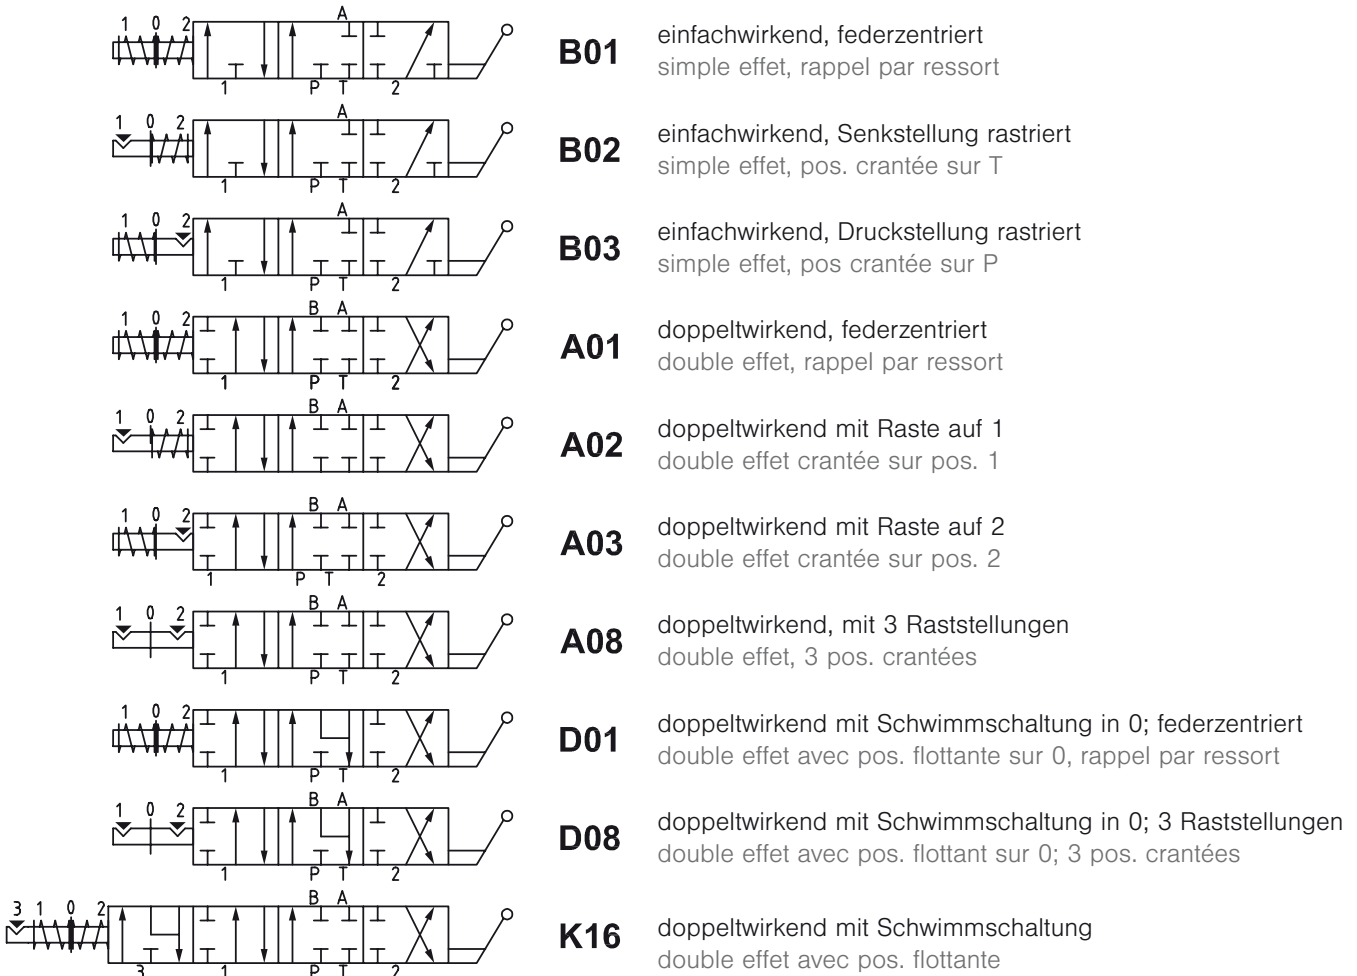 1 0 2
A
B01
einfachwirkend, federzentriert
simple effet, rappel par ressort
1 P T 2
1 0 2
A
B02
einfachwirkend, Senkstellung rastriert
simple effet, pos. crantée sur T
1 P T 2
1 0 2
A
B03
einfachwirkend, Druckstellung rastriert
simple effet, pos crantée sur P
1 P T 2
1 0 2
B A
A01
doppeltwirkend, federzentriert
double effet, rappel par ressort
1 P T 2
1 0 2
B A
A02
doppeltwirkend mit Raste auf 1
double effet crantée sur pos. 1
1 0 2
B A
A03
doppeltwirkend mit Raste auf 2
double effet crantée sur pos. 2
1 P T 2
1 0 2
B A
A08
doppeltwirkend, mit 3 Raststellungen
double effet, 3 pos. crantées
1 P T 2
1 0 2
D01
doppeltwirkend mit Schwimmschaltung in 0; federzentriert
double effet avec pos. flottante sur 0, rappel par ressort
1 P T 2
1 0 2
B A
D08
doppeltwirkend mit Schwimmschaltung in 0; 3 Raststellungen
double effet avec pos. flottant sur 0; 3 pos. crantées
1 P T 2
3 1 0 2
B A
K16
doppeltwirkend mit Schwimmschaltung
double effet avec pos. flottante
3 1 P T 2